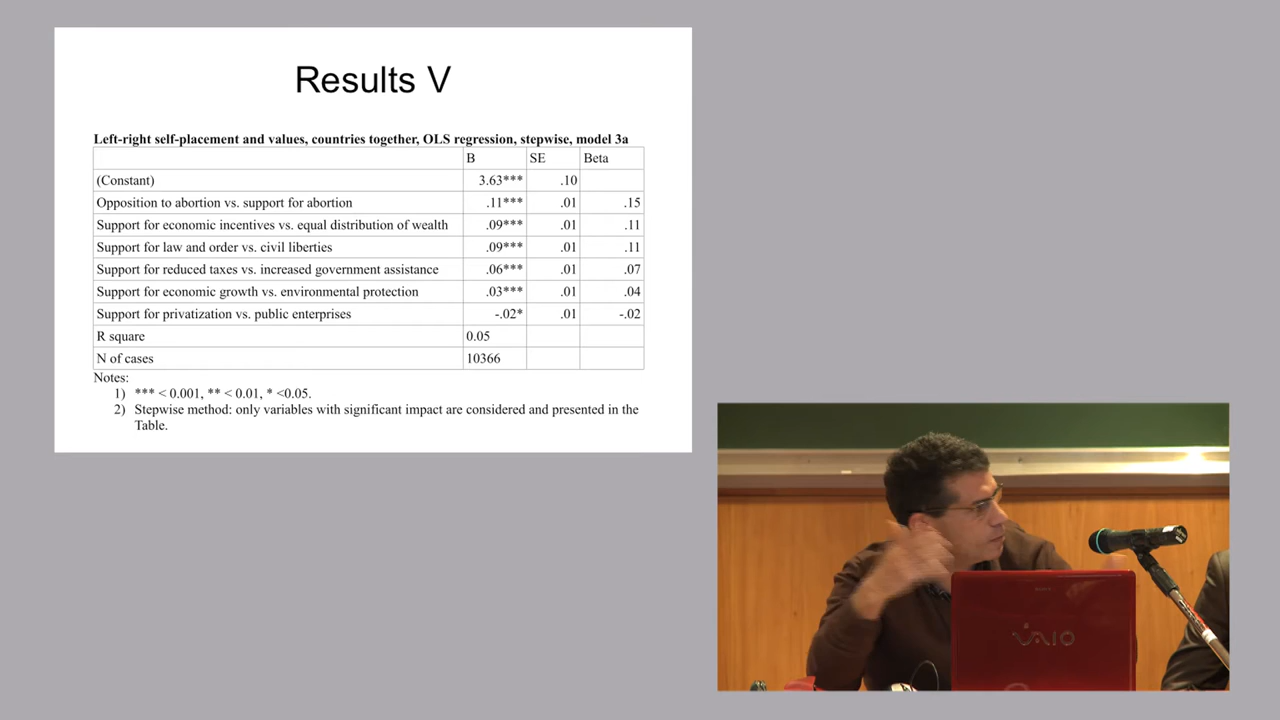 Results V
Left-right self-placement and values, countries together, OLS regression, stepwise, model 3a
B SE Beta
(Constant) 3.63*** .10
Opposition to abortion vs. support for abortion .11*** .01 .15
Support for economic incentives vs. equal distribution of wealth .09*** .01 .11
Support for law and order vs. civil liberties .09*** .01 .11
Support for reduced taxes vs. increased government assistance .06*** .01 .07
Support for economic growth vs. environmental protection .03*** .01 .04
Support for privatization vs. public enterprises -.02* .01 -.02
R square 0.05
N of cases 10366
Notes:
1) *** < 0.001, ** < 0.01, * <0.05.
2) Stepwise method: only variables with significant impact are considered and presented in the
Table.
SONY
VAIO